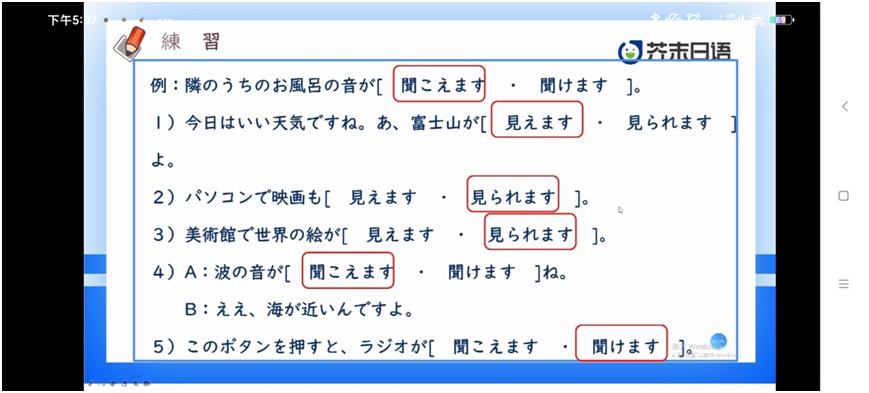 下午5:37
69
練 習
芥末日语
例：隣のうちのお風呂の音が[ 聞こえます ・ 聞けます ]。
1）今日はいい天気ですね。あ、富士山が[ 見えます ・ 見られます ]
よ。
2）パソコンで映画も[ 見えます ・ 見られます ]。
3）美術館で世界の絵が[ 見えます ・ 見られます ]。
4）A：波の音が[ 聞こえます ・ 聞けます ]ね。
B：ええ、海が近いんですよ。
5）このボタンを押すと、ラジオが[ 聞こえます ・ 聞けます ]。